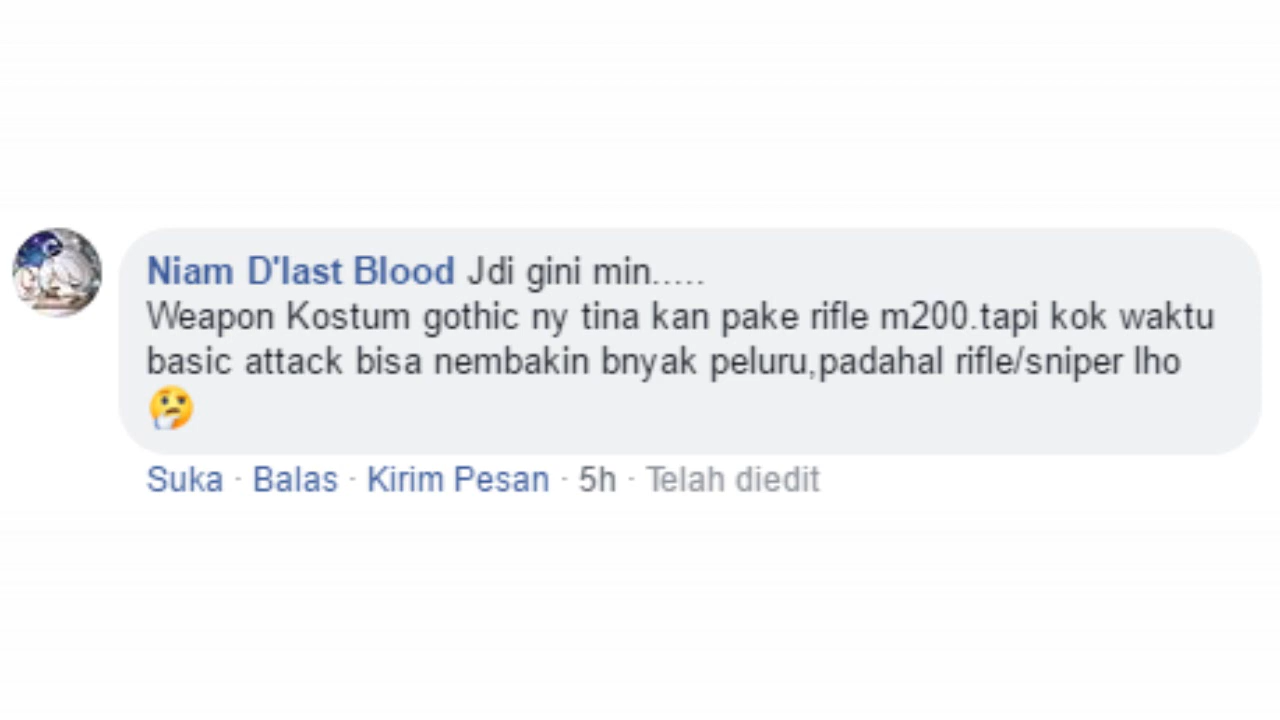 Niam D'last Blood Jdi gini min.....
Weapon Kostum gothic ny tina kan pake rifle m200.tapi kok waktu
basic attack bisa nembakin bnyak peluru,padahal rifle/sniper lho
🤔
Suka · Balas · Kirim Pesan · 5h · Telah diedit